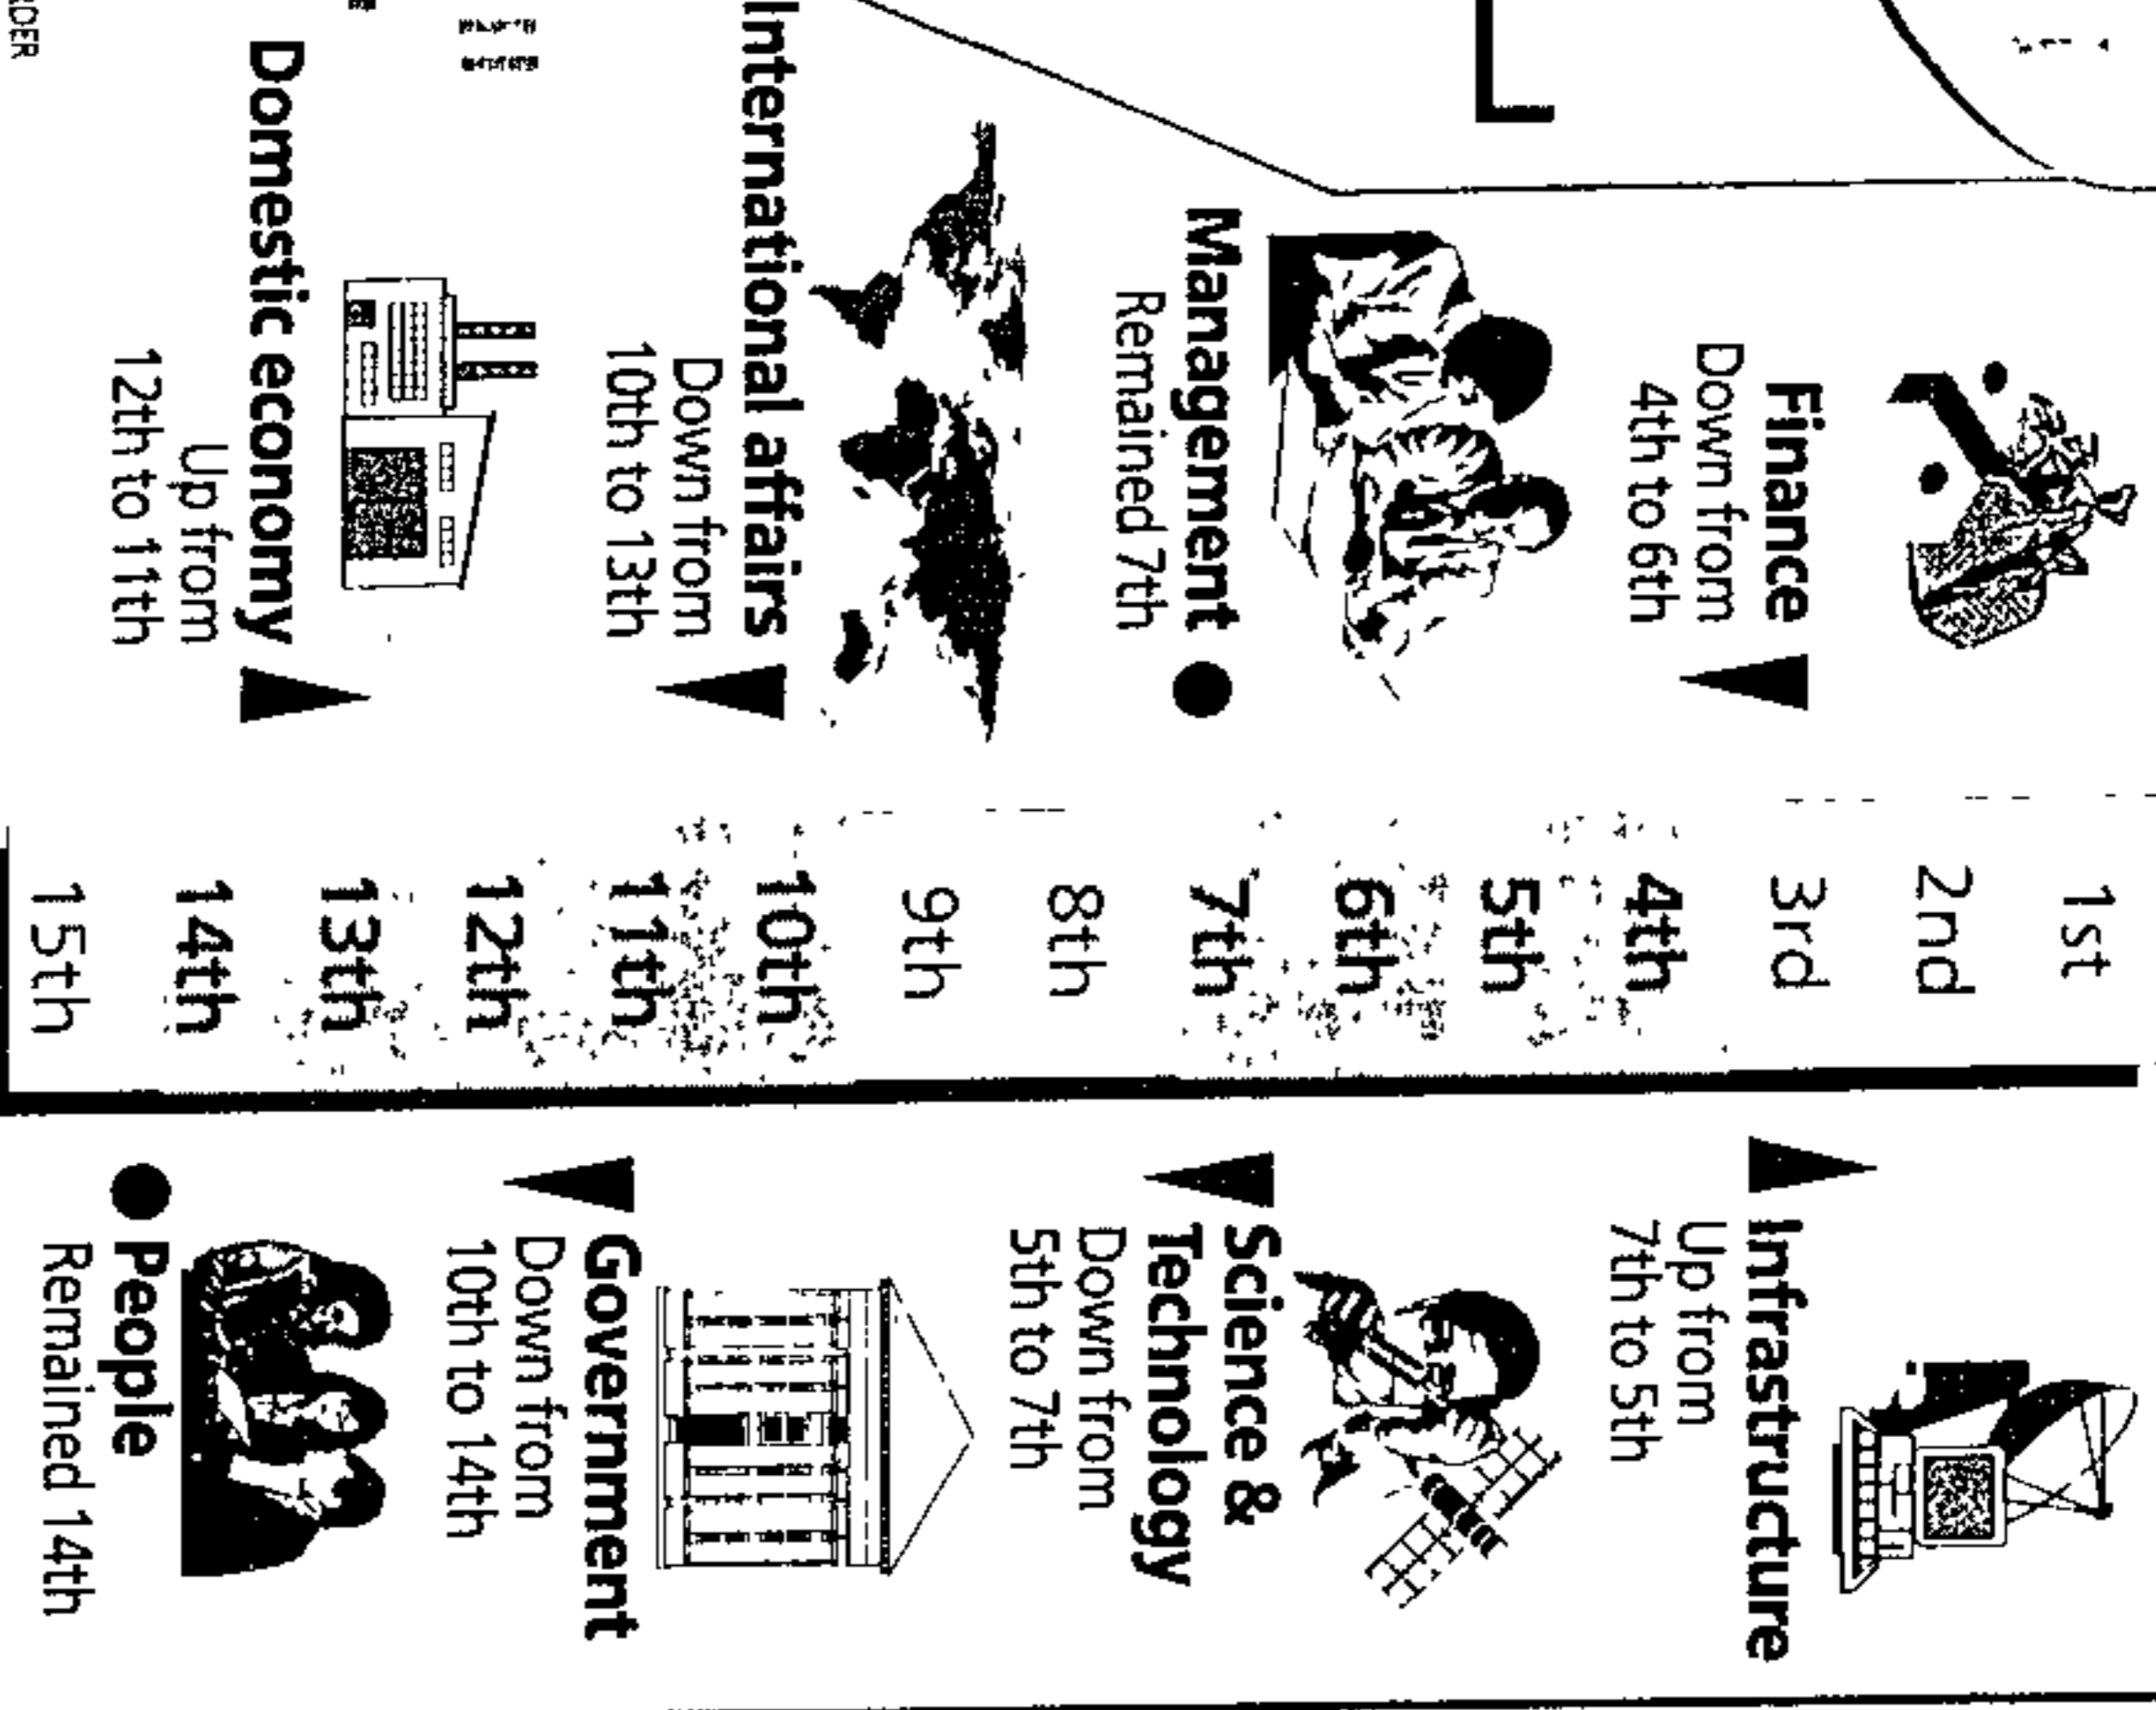 L
Finance
Down from
4th to 6th
Management
Remained 7th
International affairs
Down from
10th to 13th
Domestic economy
Up from
12th to 11th
1st
2nd
3rd
4th
5th
6th
7th
8th
9th
10th
11th
12th
13th
14th
15th
Infrastructure
Up from
7th to 5th
Science &
Technology
Down from
5th to 7th
Government
Down from
10th to 14th
People
Remained 14th